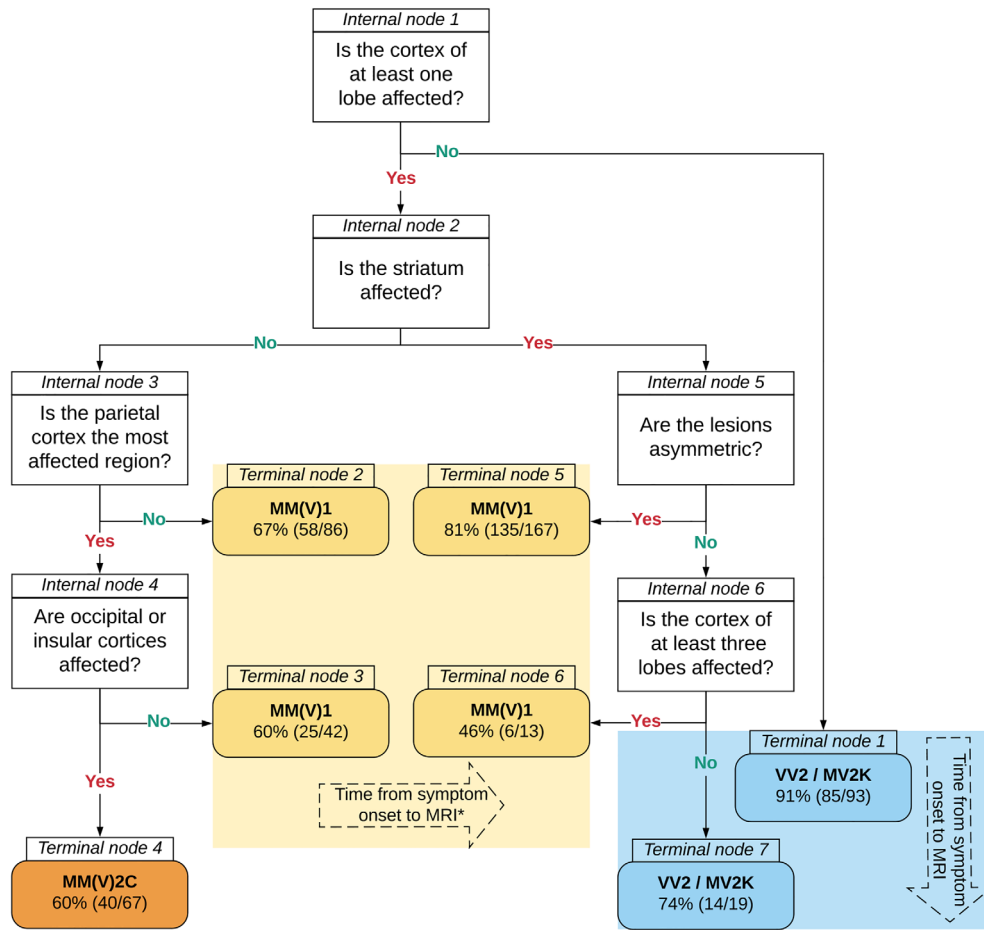 Internal node 1
Is the cortex of
at least one
lobe affected?
No
Yes
Internal node 2
Is the striatum
affected?
No
Yes
Internal node 3
Is the parietal
cortex the most
affected region?
Internal node 5
Are the lesions
asymmetric?
Terminal node 2
MM(V)1
67% (58/86)
Terminal node 5
MM(V)1
81% (135/167)
No
Yes
Yes
No
Internal node 4
Are occipital or
insular cortices
affected?
Internal node 6
Is the cortex of
at least three
lobes affected?
Terminal node 3
MM(V)1
60% (25/42)
Terminal node 6
MM(V)1
46% (6/13)
No
Yes
Yes
No
Terminal node 1
VV2 / MV2K
91% (85/93)
Time from symptom
onset to MRI
Time from symptom
onset to MRI*
Terminal node 4
MM(V)2C
60% (40/67)
Terminal node 7
VV2 / MV2K
74% (14/19)